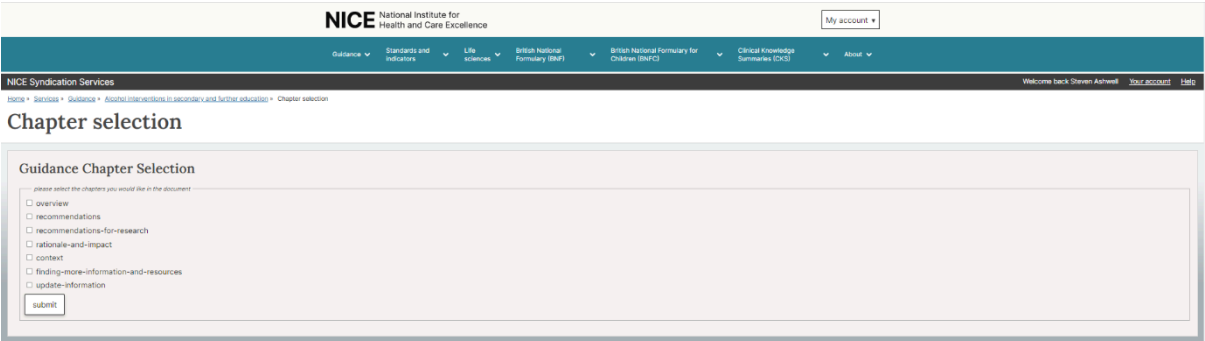 NICE National Institute for Health and Care Excellence
My account ▾
Guidance
Standards and Indicators
Life sciences
British National Formulary (BNF)
British National Formulary for Children (BNFC)
Clinical Knowledge Summaries (CKS)
About
NICE Syndication Services
Welcome back Steven Ashwell Your account Help
Home Services Guidance Alcohol interventions in secondary and further education Chapter selection
Chapter selection
Guidance Chapter Selection
please select the chapters you would like in the document
overview
recommendations
recommendations-for-research
rationale-and-impact
context
finding-more-information-and-resources
update-information
submit